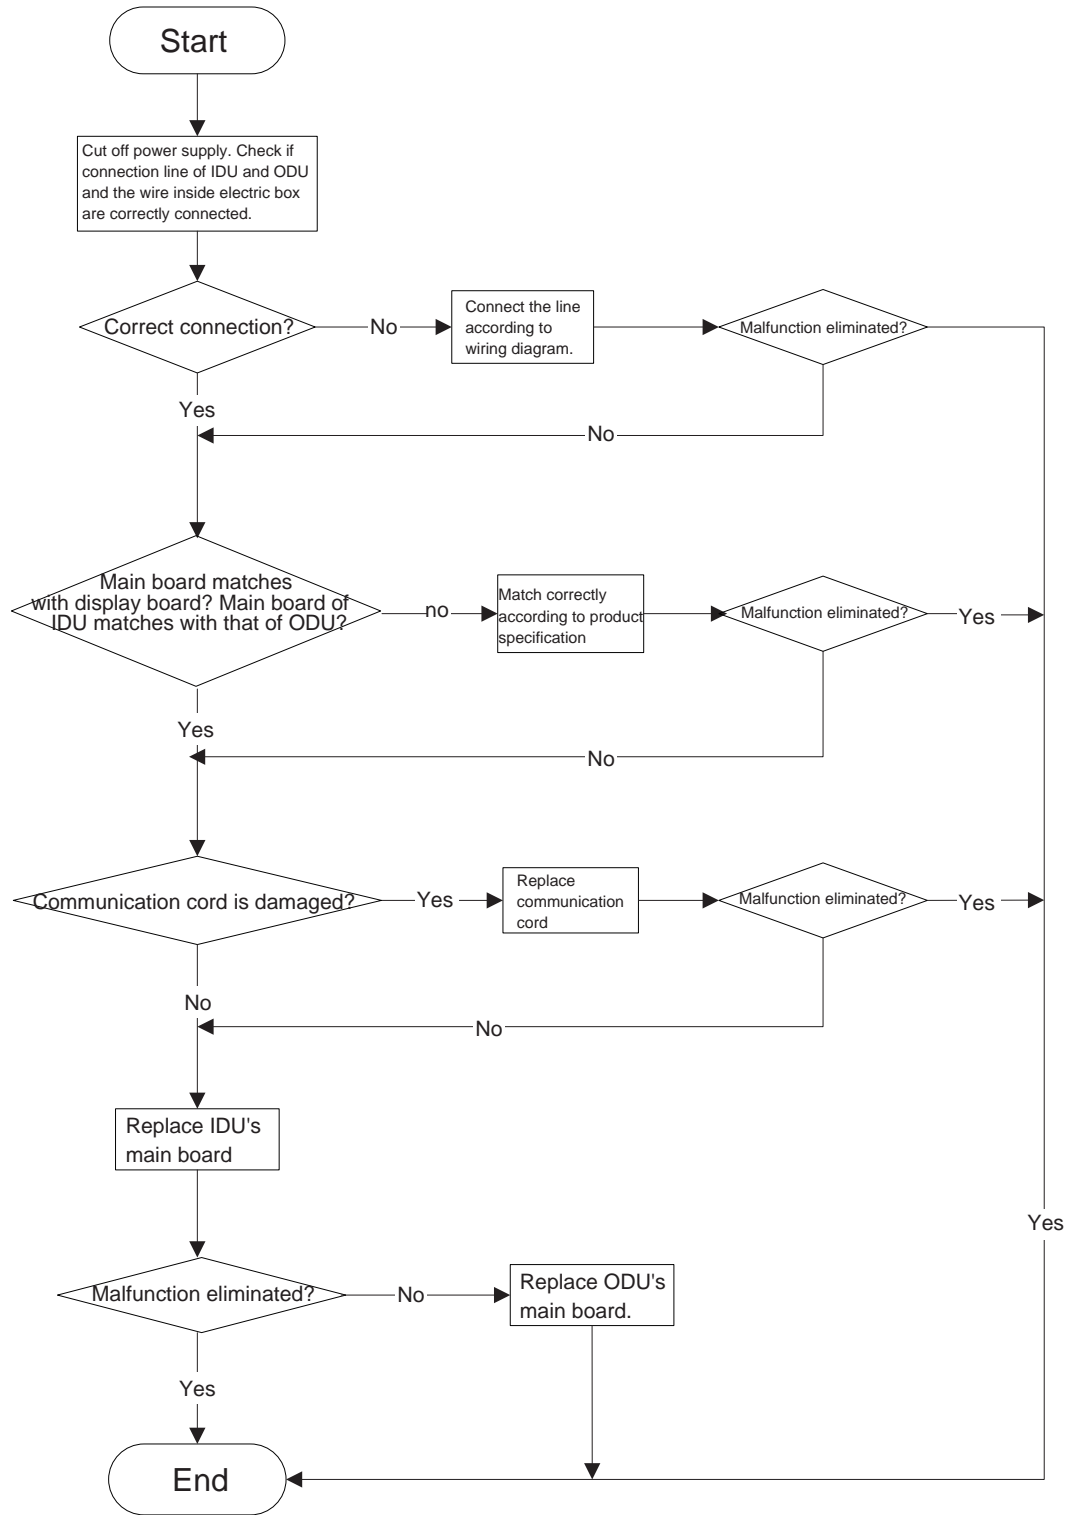 Start
Cut off power supply. Check if
connection line of IDU and ODU
and the wire inside electric box
are correctly connected.
Correct connection?
No
Connect the line
according to
wiring diagram.
Malfunction eliminated?
Yes
No
Main board matches
with display board? Main board of
IDU matches with that of ODU?
no
Match correctly
according to product
specification
Malfunction eliminated?
Yes
Yes
No
Communication cord is damaged?
Yes
Replace
communication
cord
Malfunction eliminated?
Yes
No
No
Replace IDU's
main board
Yes
Malfunction eliminated?
No
Replace ODU's
main board.
Yes
End